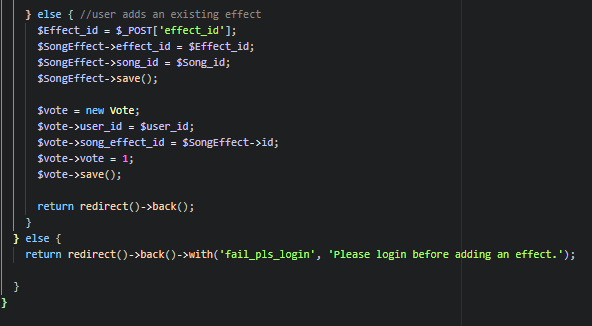 } else { //user adds an existing effect
$Effect_id = $_POST['effect_id'];
$SongEffect->effect_id = $Effect_id;
$SongEffect->song_id = $Song_id;
$SongEffect->save();
$vote = new Vote;
$vote->user_id = $user_id;
$vote->song_effect_id = $SongEffect->id;
$vote->vote = 1;
$vote->save();
return redirect()->back();
}
} else {
return redirect()->back()->with('fail_pls_login', 'Please login before adding an effect.');
}
}